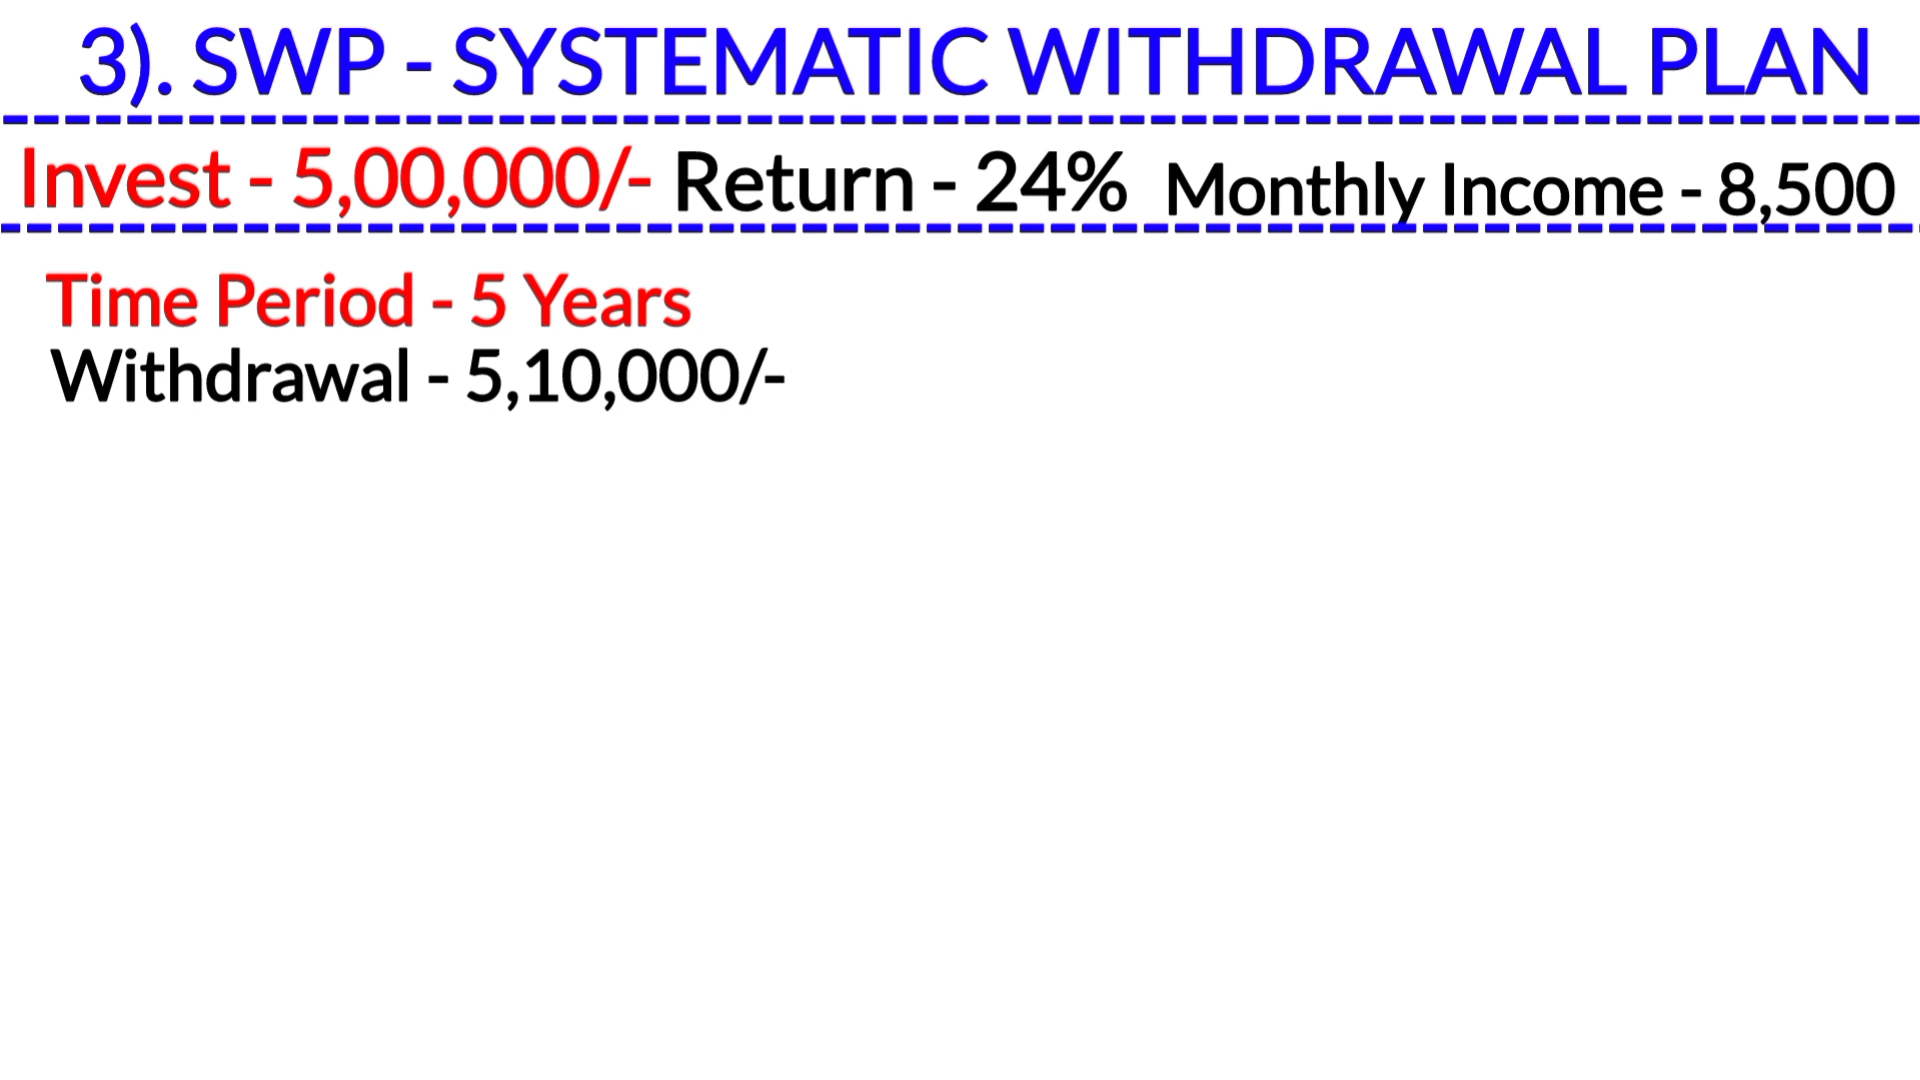 3). SWP - SYSTEMATIC WITHDRAWAL PLAN
Invest - 5,00,000/- Return - 24% Monthly Income - 8,500
Time Period - 5 Years
Withdrawal - 5,10,000/-